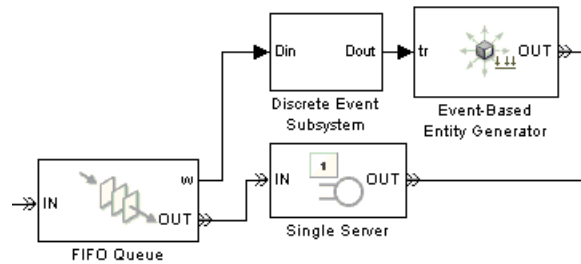 Din
Dout
tr
OUT
Discrete Event
Subsystem
Event-Based
Entity Generator
IN
w
OUT
FIFO Queue
IN
1
OUT
Single Server